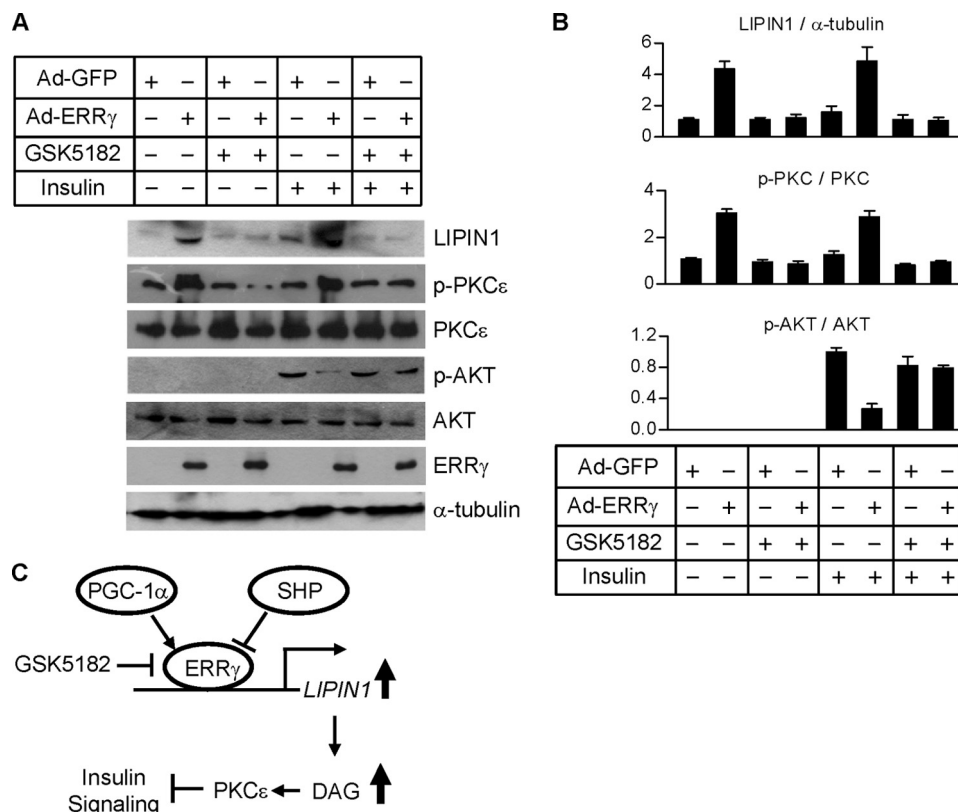 A
Ad-GFP + – + – + – + –
Ad-ERRγ – + – + – + – +
GSK5182 – – + + – – + +
Insulin – – – – + + + +
LIPIN1
p-PKCε
PKCε
p-AKT
AKT
ERRγ
α-tubulin
B
LIPIN1 / α-tubulin
6
4
2
0
p-PKC / PKC
4
2
0
p-AKT / AKT
1.2
0.8
0.4
0.0
Ad-GFP + – + – + – + –
Ad-ERRγ – + – + – + – +
GSK5182 – – + + – – + +
Insulin – – – – + + + +
C
PGC-1α SHP
GSK5182 ERRγ
LIPIN1
Insulin
Signaling PKCε DAG